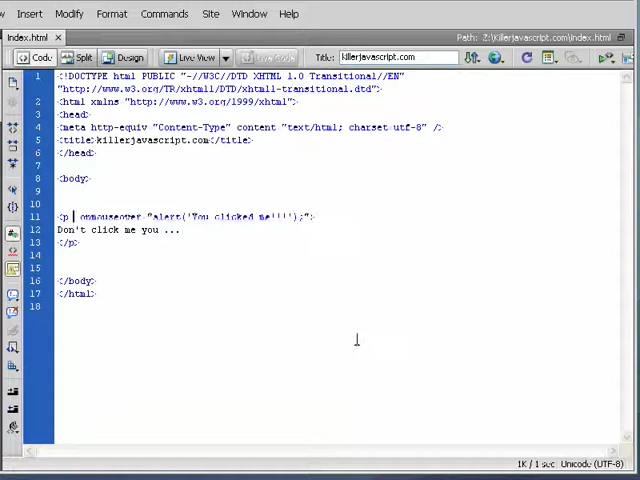 Insert Modify Format Commands Site Window Help
Index.html × Path: Z:\Killerjavascript.com\index.html
Code Split Design Live View Live Code Title: killerjavascript.com
1 <!DOCTYPE html PUBLIC "-//W3C//DTD XHTML 1.0 Transitional//EN"
"http://www.w3.org/TR/xhtml1/DTD/xhtml1-transitional.dtd">
2 <html xmlns="http://www.w3.org/1999/xhtml">
3 <head>
4 <meta http-equiv="Content-Type" content="text/html; charset=utf-8" />
5 <title>killerjavascript.com</title>
6 </head>
7
8 <body>
9
10
11 <p onmouseover="alert('You clicked me!!!!');">
12 Don't click me you ...
13 </p>
14
15
16 </body>
17 </html>
18
1K / 1 sec Unicode (UTF-8)